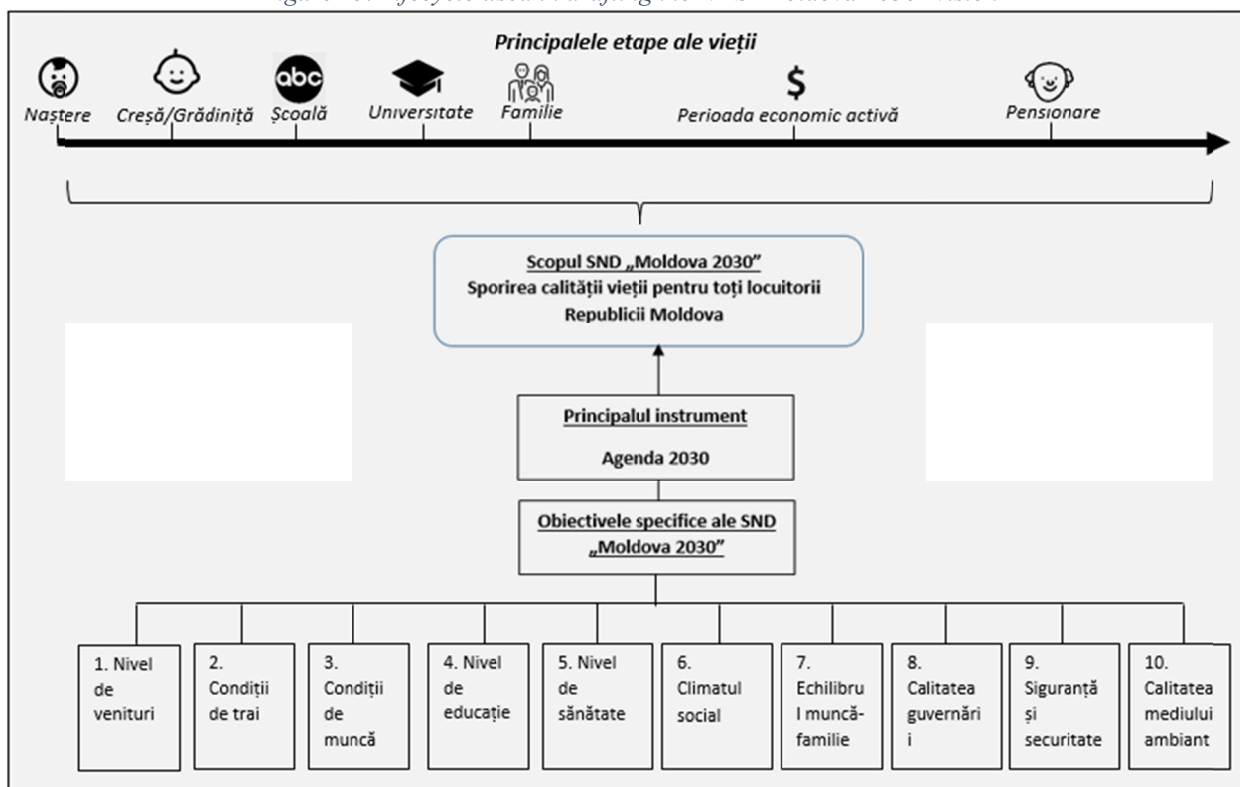 Principalele etape ale vieții
abc
$
Naștere
Creșă/Grădiniță
Școală
Universitate
Familie
Perioada economic activă
Pensionare
Scopul SND „Moldova 2030”
Sporirea calității vieții pentru toți locuitorii
Republicii Moldova
Principalul instrument
Agenda 2030
Obiectivele specifice ale SND
„Moldova 2030”
1. Nivel
de
venituri
2.
Condiții
de trai
3.
Condiții
de
muncă
4. Nivel
de
educație
5. Nivel
de
sănătate
6.
Climatul
social
7.
Echilibru
l muncă-
familie
8.
Calitatea
guvernări
i
9.
Siguranță
și
securitate
10.
Calitatea
mediului
ambiant